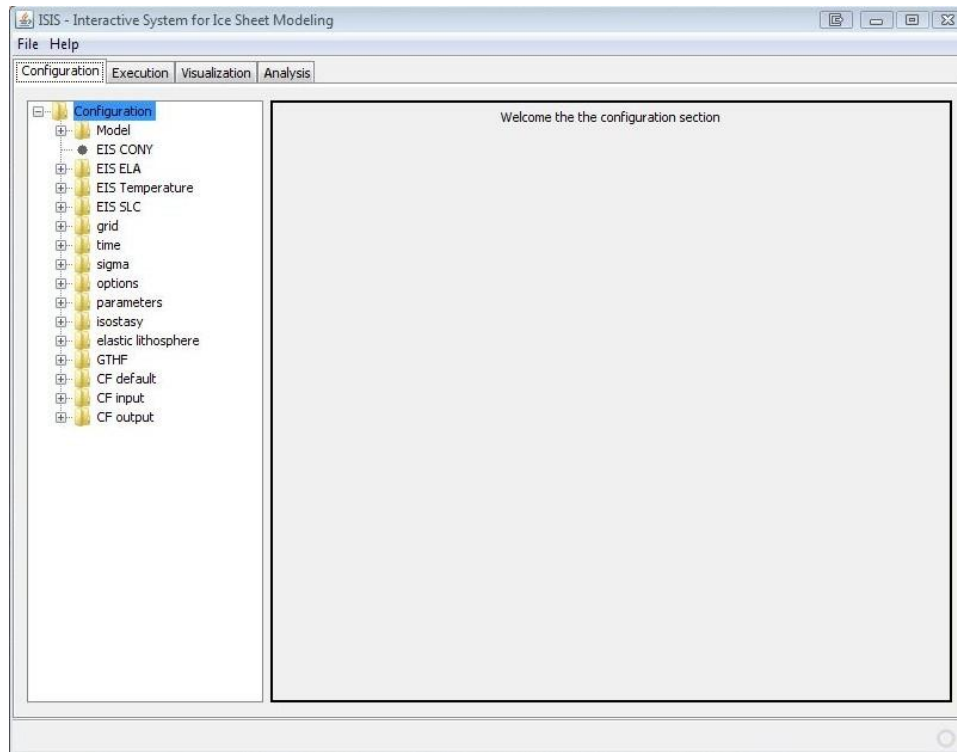 ISIS - Interactive System for Ice Sheet Modeling
File Help
Configuration Execution Visualization Analysis
Configuration
Model
EIS CONY
EIS ELA
EIS Temperature
EIS SLC
grid
time
sigma
options
parameters
isostasy
elastic lithosphere
GTHF
CF default
CF input
CF output
Welcome the the configuration section